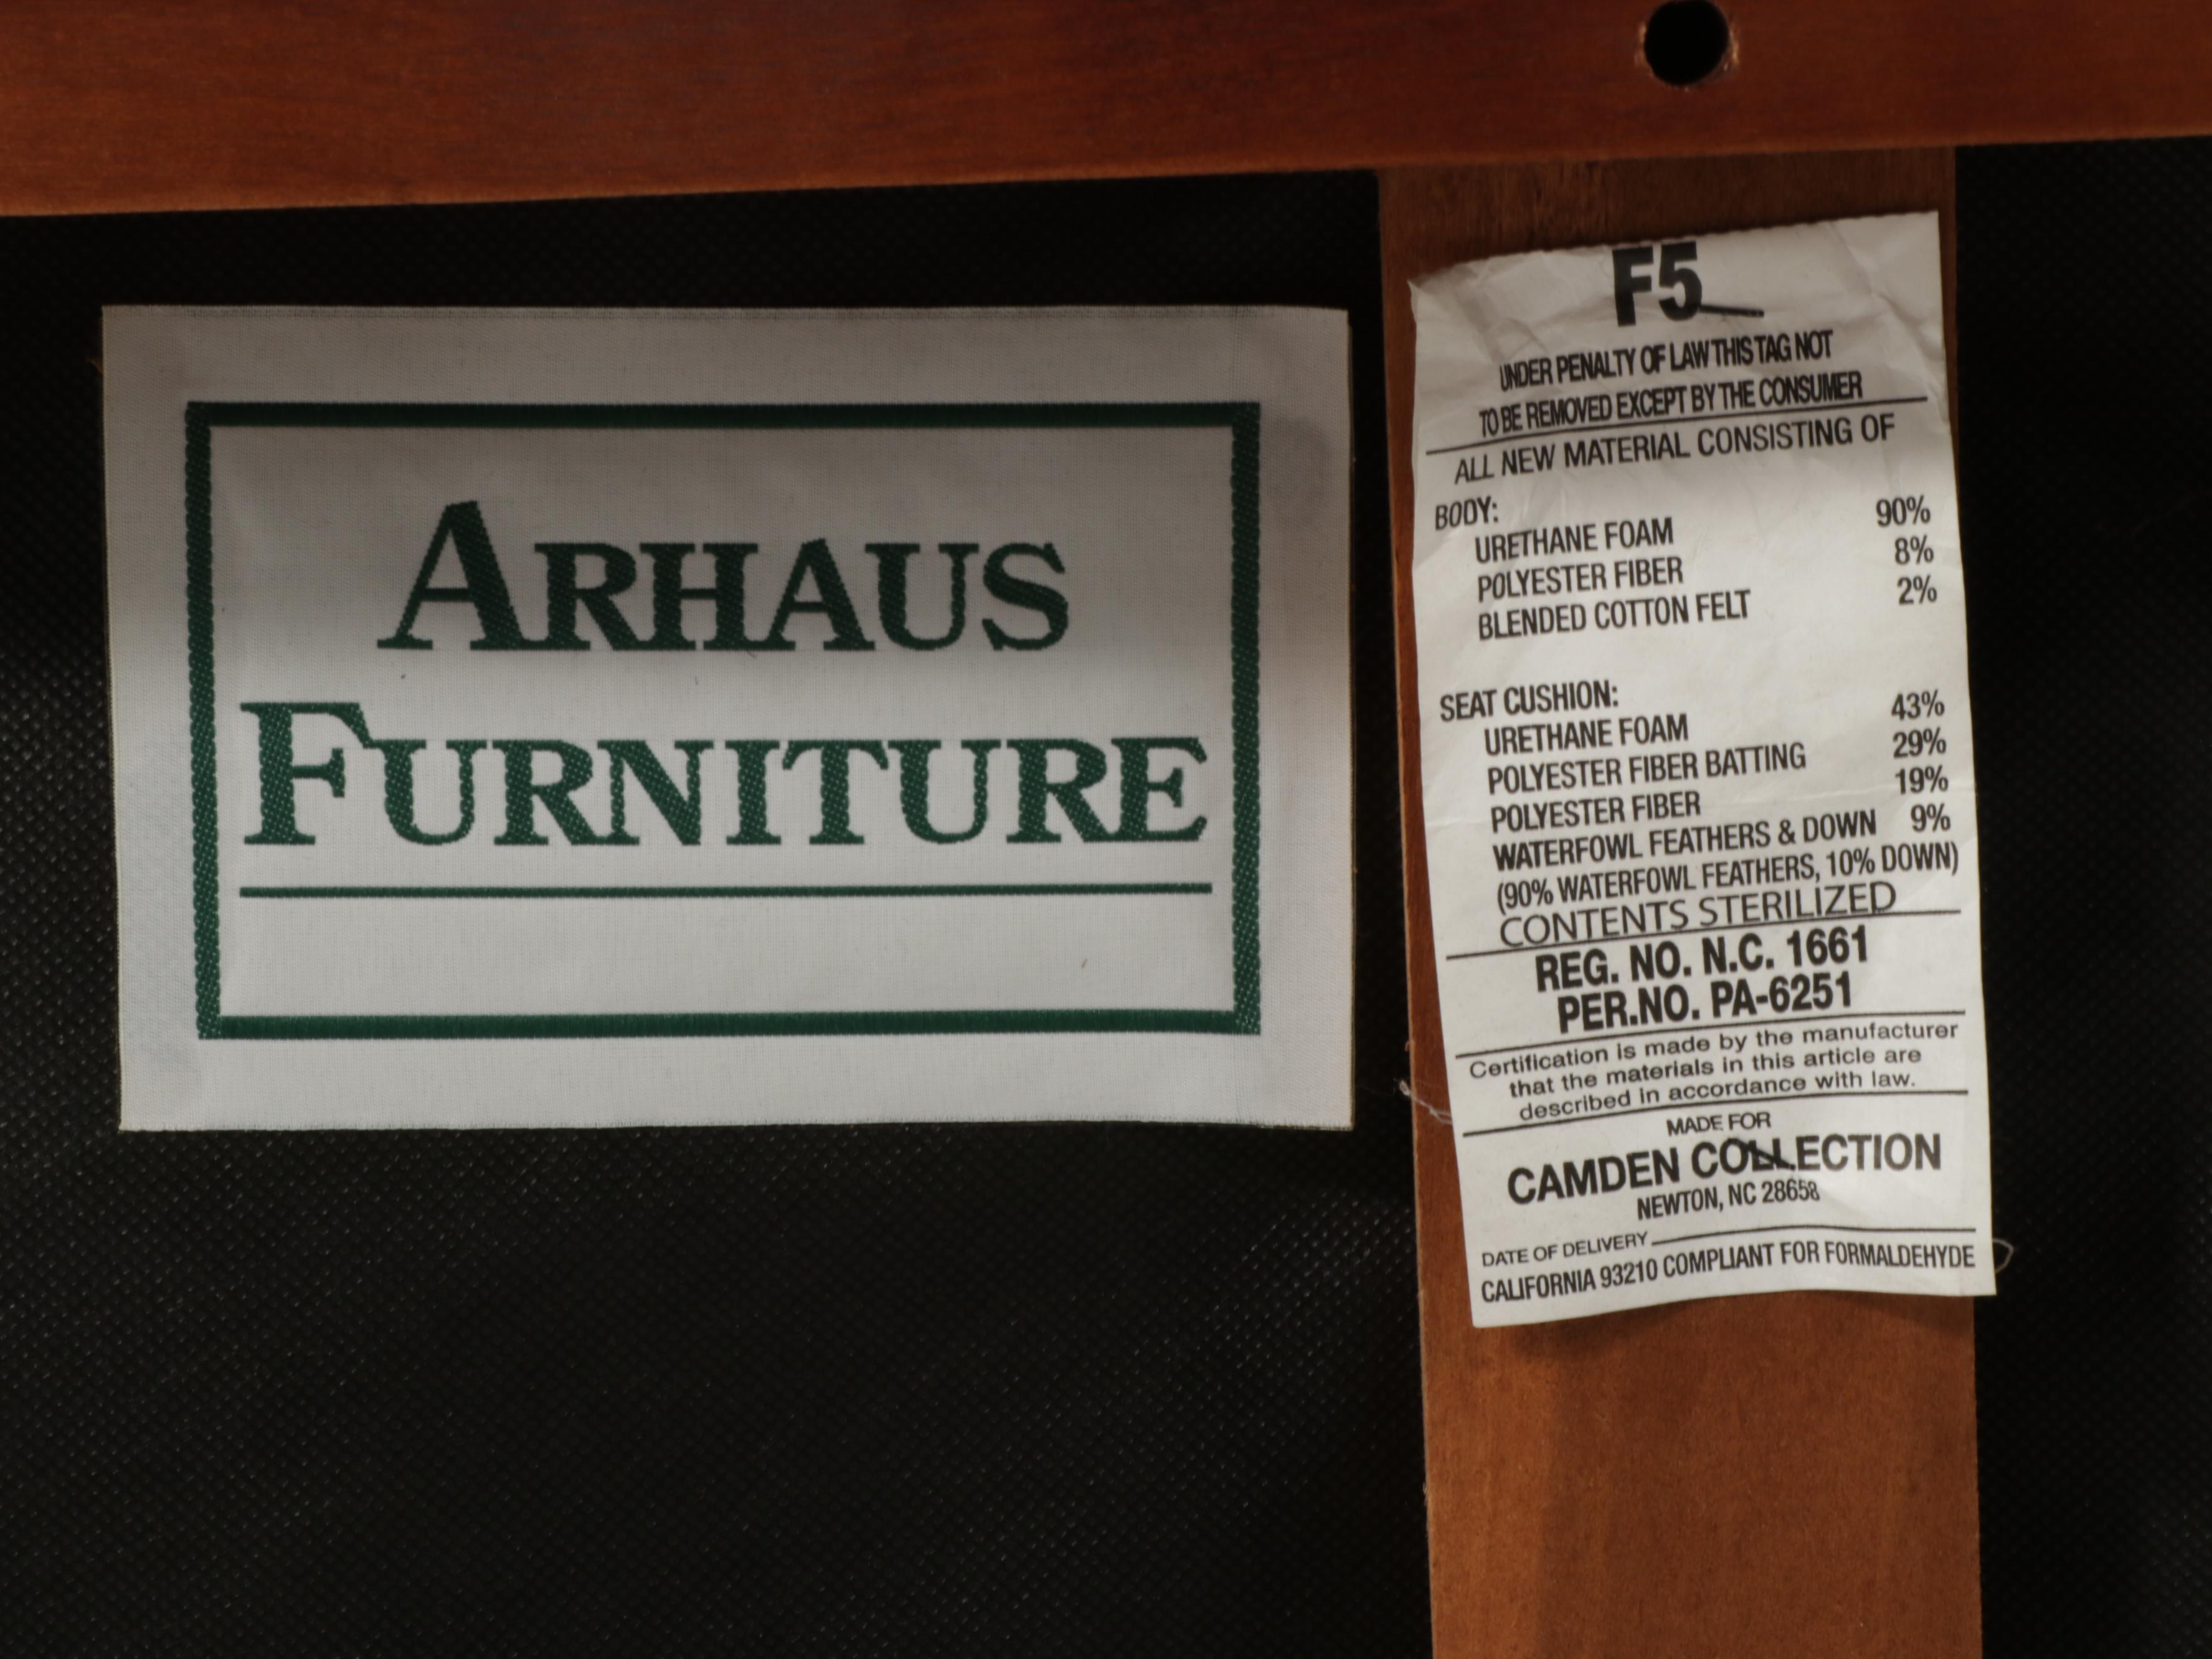 ARHAUS
FURNITURE
F5
UNDER PENALTY OF LAW THIS TAG NOT
TO BE REMOVED EXCEPT BY THE CONSUMER
ALL NEW MATERIAL CONSISTING OF
BODY:
URETHANE FOAM 90%
POLYESTER FIBER 8%
BLENDED COTTON FELT 2%
SEAT CUSHION:
URETHANE FOAM 43%
POLYESTER FIBER BATTING 29%
POLYESTER FIBER 19%
WATERFOWL FEATHERS & DOWN 9%
(90% WATERFOWL FEATHERS, 10% DOWN)
CONTENTS STERILIZED
REG. NO. N.C. 1661
PER.NO. PA-6251
Certification is made by the manufacturer
that the materials in this article are
described in accordance with law.
MADE FOR
CAMDEN COLLECTION
NEWTON, NC 28658
DATE OF DELIVERY
CALIFORNIA 93210 COMPLIANT FOR FORMALDEHYDE